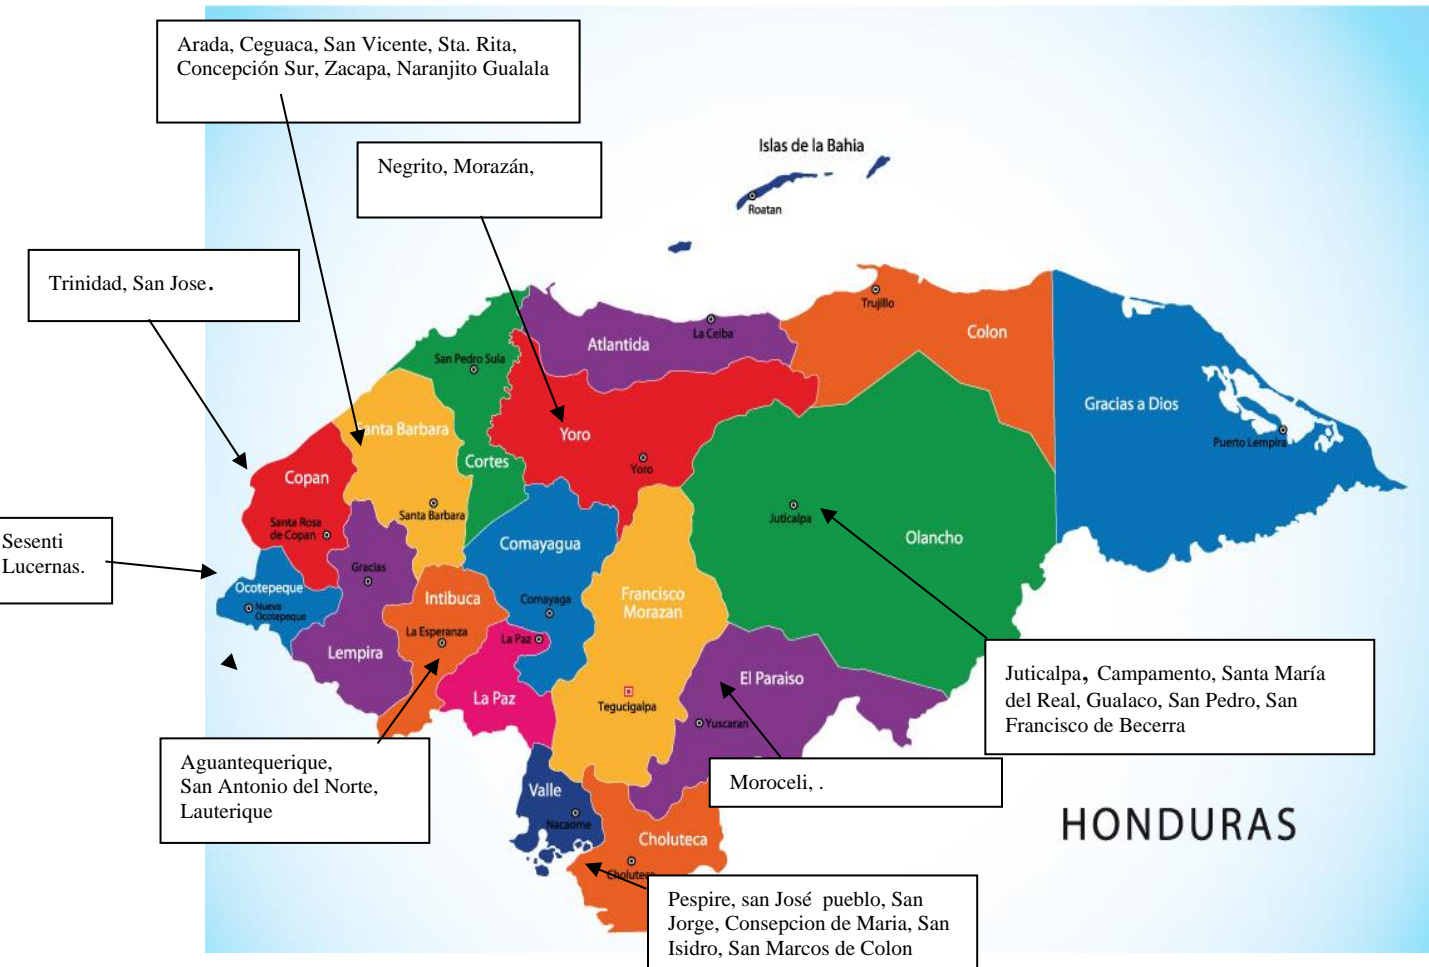 Arada, Ceguaca, San Vicente, Sta. Rita,
Concepción Sur, Zacapa, Naranjito Gualala
Negrito, Morazán,
Trinidad, San Jose.
Sesenti
Lucernas.
Aguantequerique,
San Antonio del Norte,
Lauterique
Moroceli, .
Juticalpa, Campamento, Santa María
del Real, Gualaco, San Pedro, San
Francisco de Becerra
Pespire, san José pueblo, San
Jorge, Consepcion de Maria, San
Isidro, San Marcos de Colon
Islas de la Bahia
Roatan
Trujillo
Colon
La Ceiba
Atlantida
San Pedro Sula
Gracias a Dios
Puerto Lempira
Santa Barbara
Yoro
Yoro
Cortes
Copan
Santa Barbara
Santa Rosa
de Copan
Juticalpa
Olancho
Comayagua
Gracias
Ocotepeque
Nueva
Ocotepeque
Intibuca
Comayaga
Francisco
Morazan
La Esperanza
La Paz
Lempira
La Paz
El Paraiso
Tegucigalpa
Yuscaran
Valle
Nacaome
Choluteca
Choluteca
HONDURAS